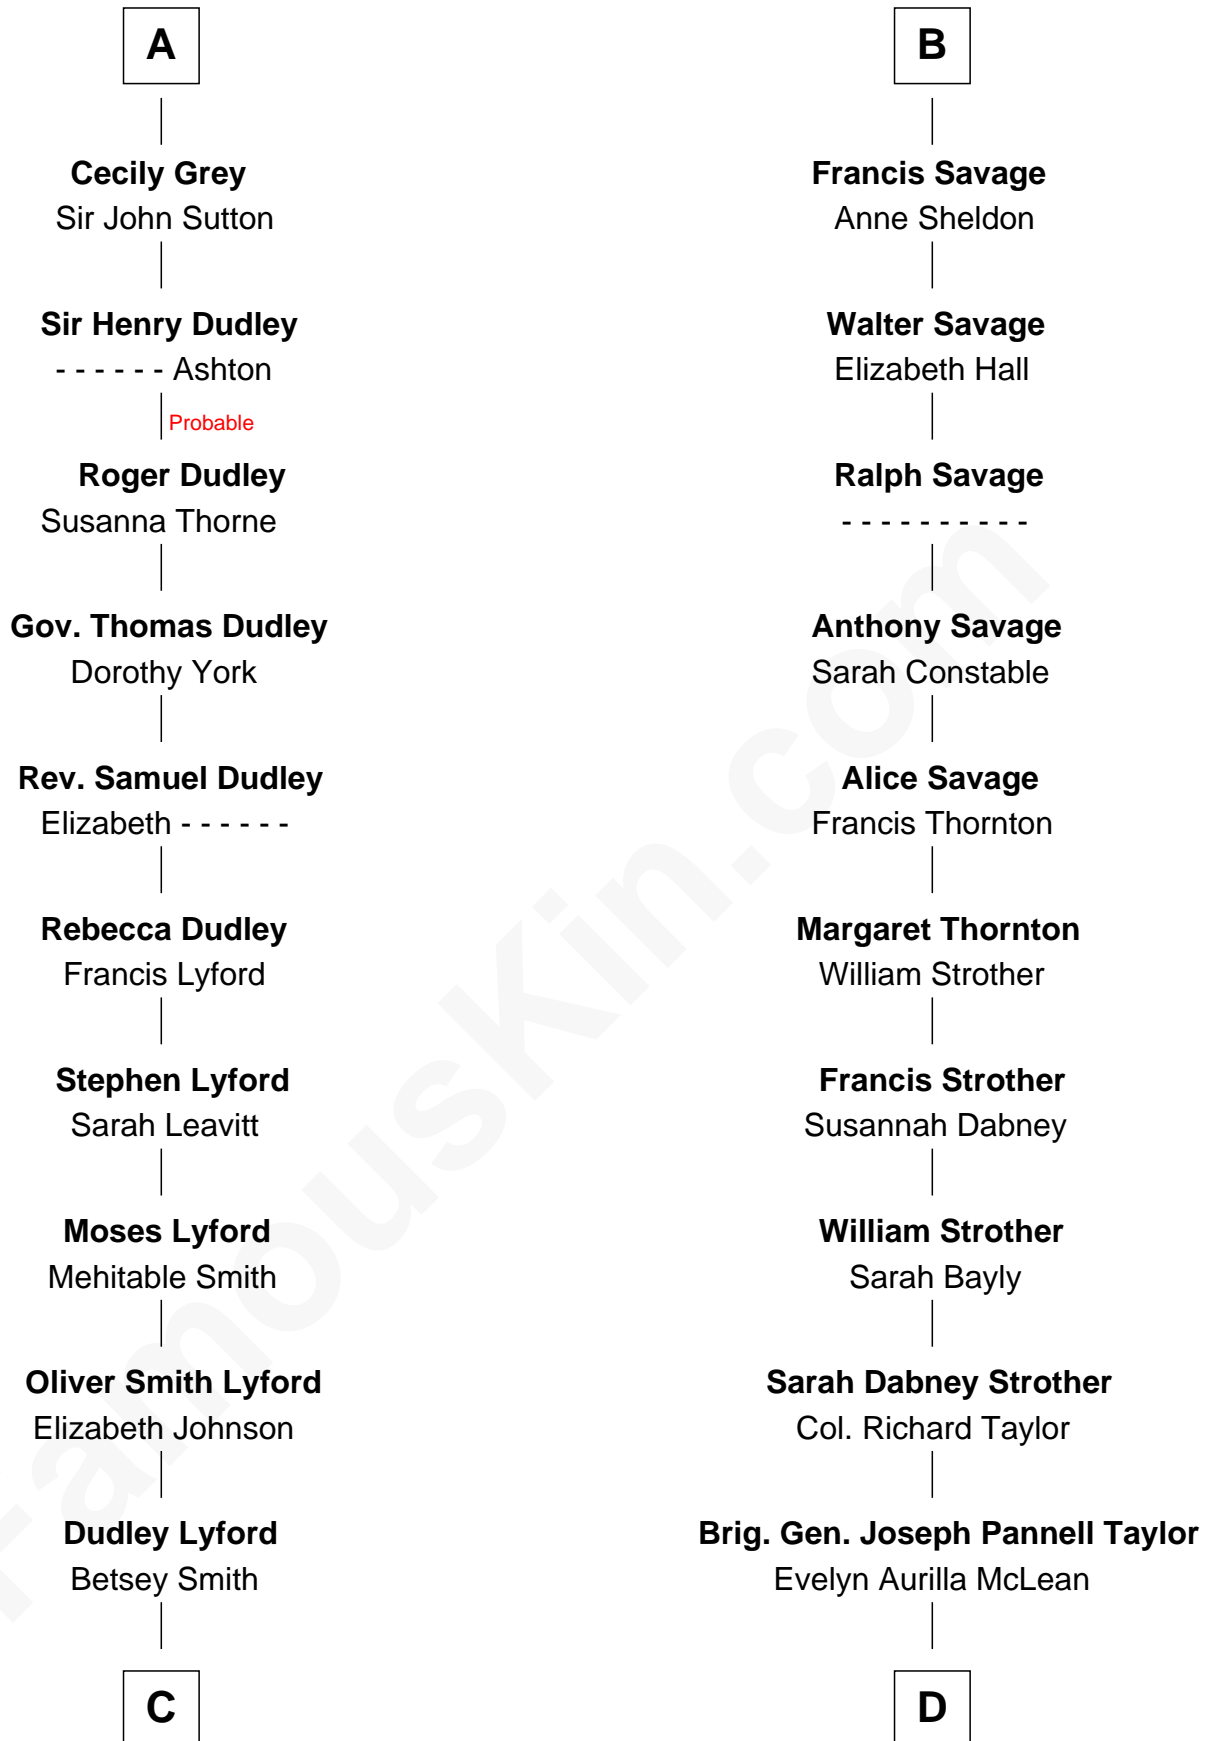 A
Cecily Grey
Sir John Sutton
Sir Henry Dudley
- - - - - - Ashton
Probable
Roger Dudley
Susanna Thorne
Gov. Thomas Dudley
Dorothy York
Rev. Samuel Dudley
Elizabeth - - - - - -
Rebecca Dudley
Francis Lyford
Stephen Lyford
Sarah Leavitt
Moses Lyford
Mehitable Smith
Oliver Smith Lyford
Elizabeth Johnson
Dudley Lyford
Betsey Smith
C
B
Francis Savage
Anne Sheldon
Walter Savage
Elizabeth Hall
Ralph Savage
- - - - - - - - - -
Anthony Savage
Sarah Constable
Alice Savage
Francis Thornton
Margaret Thornton
William Strother
Francis Strother
Susannah Dabney
William Strother
Sarah Bayly
Sarah Dabney Strother
Col. Richard Taylor
Brig. Gen. Joseph Pannell Taylor
Evelyn Aurilla McLean
D
FamousKin.com